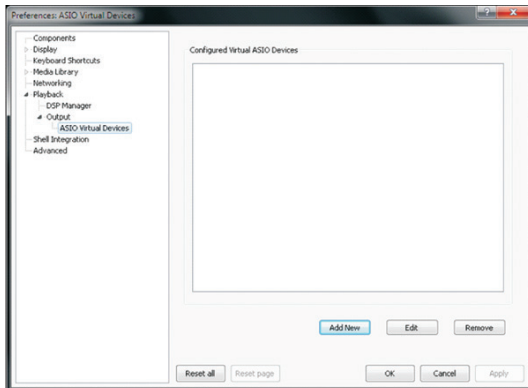 Preferences: ASIO Virtual Devices
Components
Display
Keyboard Shortcuts
Media Library
Networking
Playback
DSP Manager
Output
ASIO Virtual Devices
Shell Integration
Advanced
Configured Virtual ASIO Devices
Add New
Edit
Remove
Reset all
Reset page
OK
Cancel
Apply